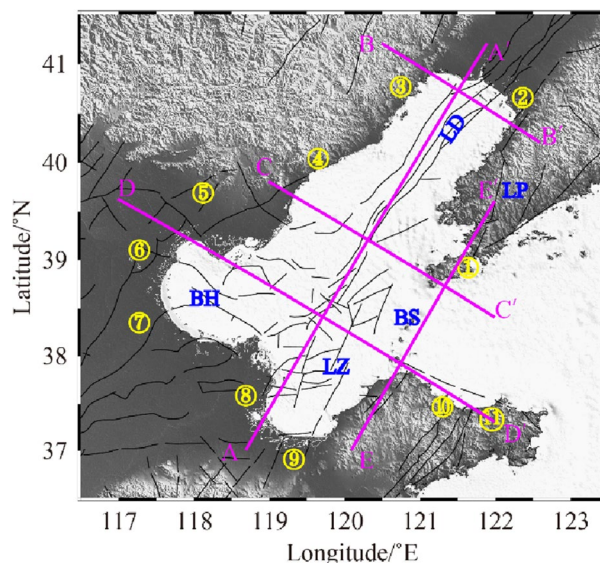 41
40
39
38
37
Latitude/°N
117
118
119
120
121
122
123
Longitude/°E
B
A′
③
②
LD
B′
④
C
⑤
D
E′
LP
⑥
①
BH
BS
C′
⑦
LZ
⑧
⑩
D′
A
⑨
E